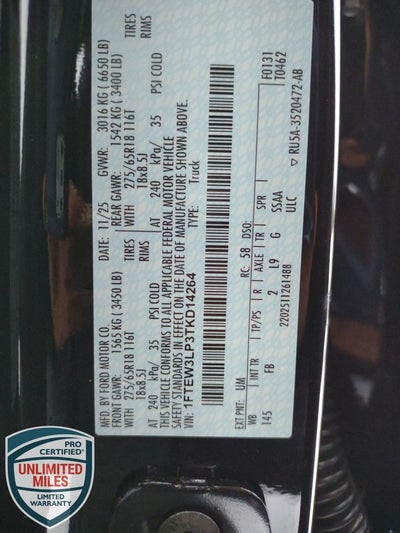 MFD. BY FORD MOTOR CO.
11/25
GVWR: 3016 KG ( 6650 LB)
FRONT GAWR: 1565 KG ( 3450 LB)
REAR GAWR: 1542 KG ( 3400 LB)
WITH 275/65R18 116T TIRES
WITH 275/65R18 116T TIRES
18x8.5J RIMS
18x8.5J RIMS
AT 240 kPa/ 35 PSI COLD
AT 240 kPa/ 35 PSI COLD
THIS VEHICLE CONFORMS TO ALL APPLICABLE FEDERAL MOTOR VEHICLE
SAFETY STANDARDS IN EFFECT ON THE DATE OF MANUFACTURE SHOWN ABOVE.
VIN: 1FTEW3LP3TKD14264
TYPE: Truck
F0131
T0462
EXT PNT: UM
RC: 58 DSO:
WB TP/PS R AXLE TR SPR
145 FB 2 L9 G SSAA
ULC
2202511261488
RU5A-3520472-AB
PRO
CERTIFIED
UNLIMITED
MILES
LIMITED
WARRANTY